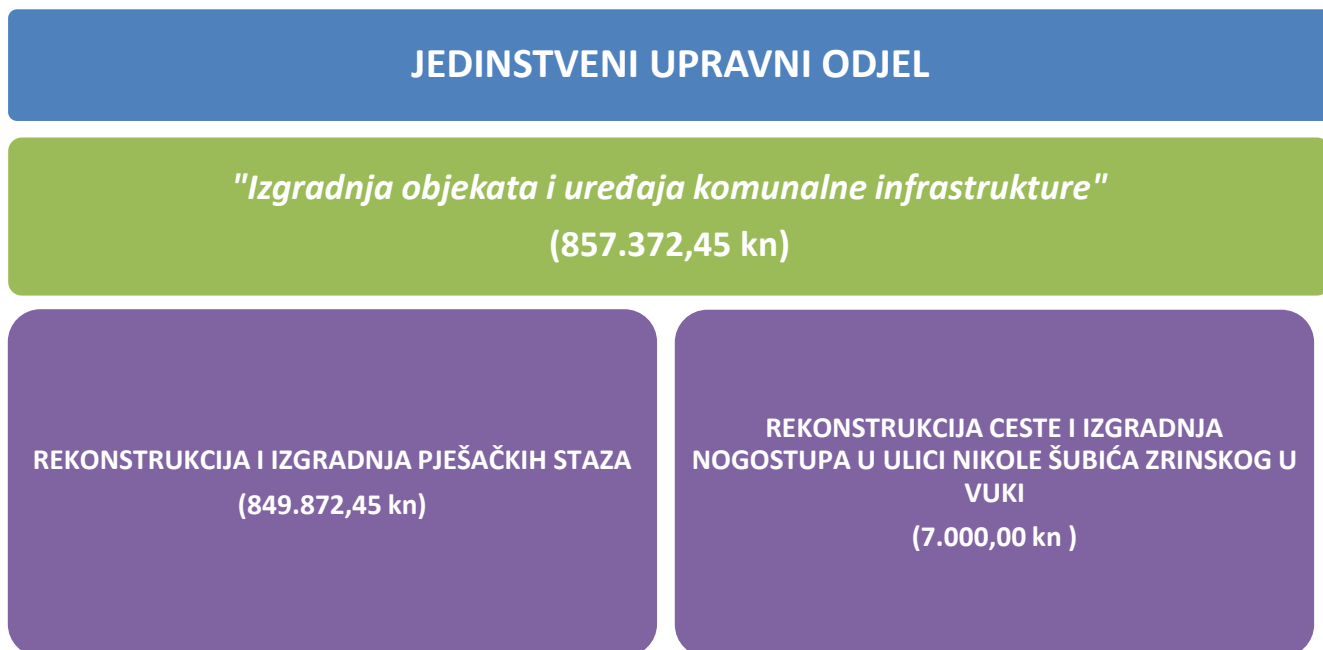 JEDINSTVENI UPRAVNI ODJEL
"Izgradnja objekata i uređaja komunalne infrastrukture"
(857.372,45 kn)
REKONSTRUKCIJA I IZGRADNJA PJEŠAČKIH STAZA
(849.872,45 kn)
REKONSTRUKCIJA CESTE I IZGRADNJA
NOGOSTUPA U ULICI NIKOLE ŠUBIĆA ZRINSKOG U
VUKI
(7.000,00 kn )